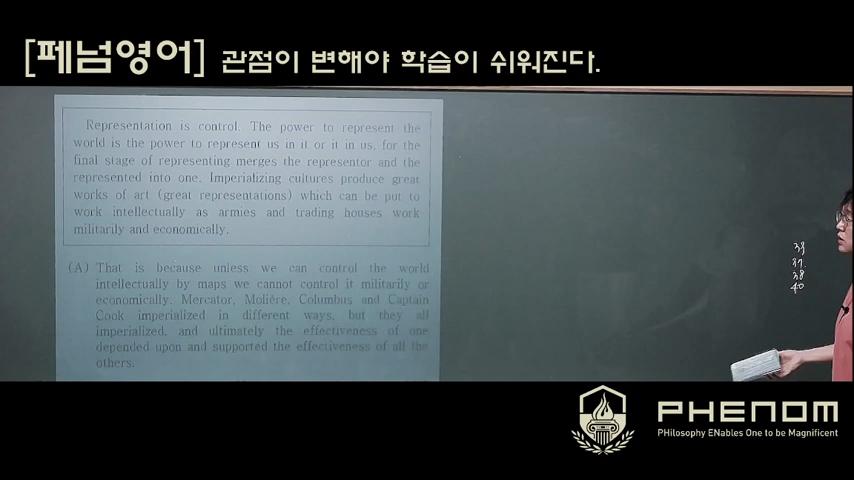 [페넘영어] 관점이 변해야 학습이 쉬워진다.
Representation is control. The power to represent the
world is the power to represent us in it or it in us, for the
final stage of representing merges the representor and the
represented into one. Imperializing cultures produce great
works of art (great representations) which can be put to
work intellectually as armies and trading houses work
militarily and economically.
(A) That is because unless we can control the world
intellectually by maps we cannot control it militarily or
economically. Mercator, Molière, Columbus and Captain
Cook imperialized in different ways, but they all
imperialized, and ultimately the effectiveness of one
depended upon and supported the effectiveness of all the
others.
37.
38
40
PHENOM
PHilosophy ENables One to be Magnificent